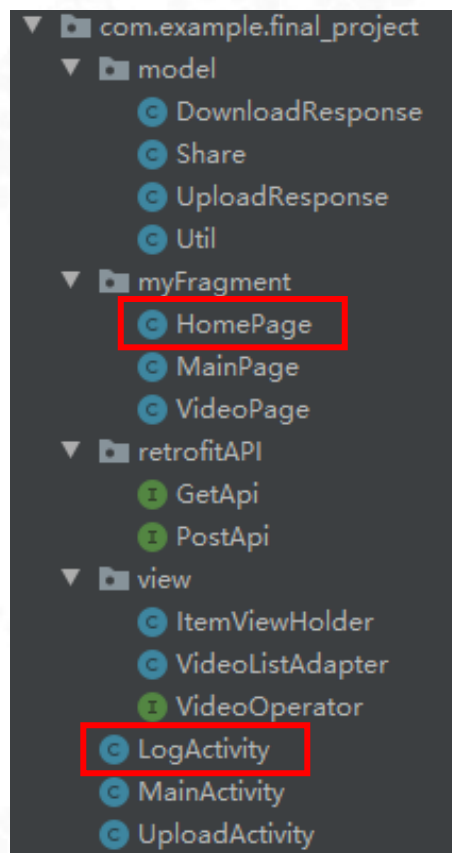 com.example.final_project
model
C DownloadResponse
C Share
C UploadResponse
C Util
myFragment
C HomePage
C MainPage
C VideoPage
retrofitAPI
I GetApi
I PostApi
view
C ItemViewHolder
C VideoListAdapter
I VideoOperator
C LogActivity
C MainActivity
C UploadActivity